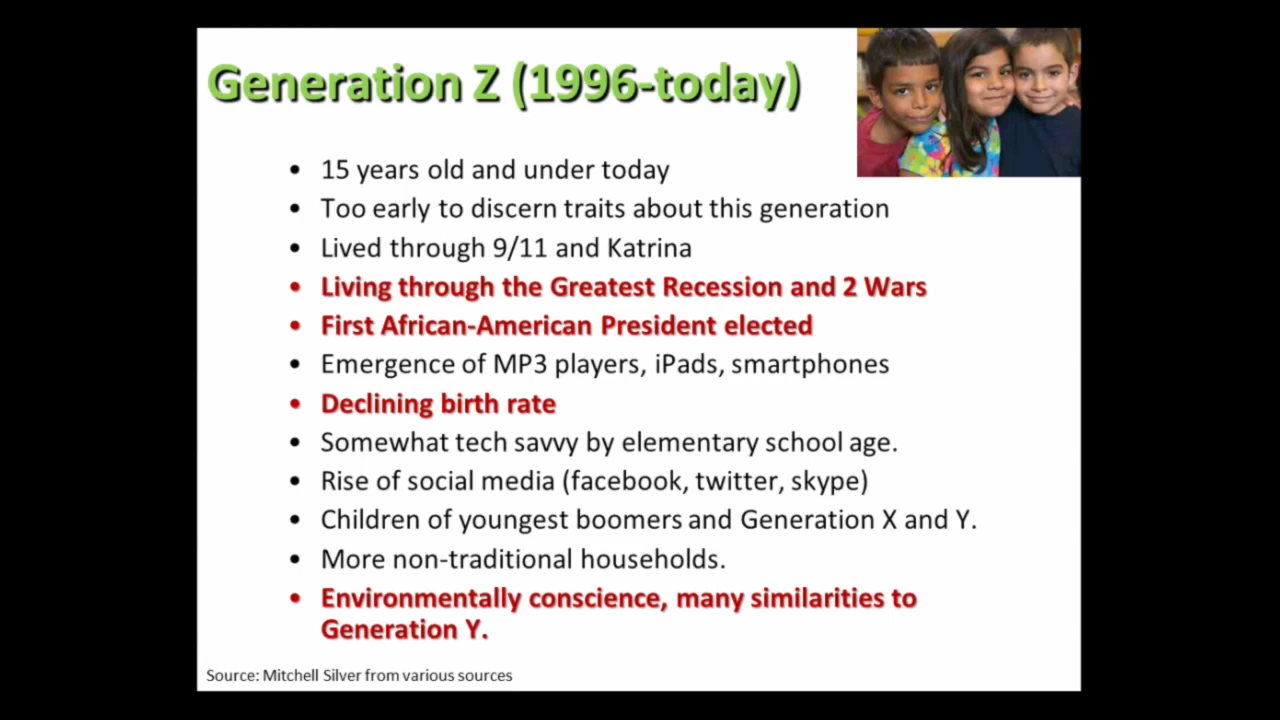 Generation Z (1996-today)
• 15 years old and under today
• Too early to discern traits about this generation
• Lived through 9/11 and Katrina
• Living through the Greatest Recession and 2 Wars
• First African-American President elected
• Emergence of MP3 players, iPads, smartphones
• Declining birth rate
• Somewhat tech savvy by elementary school age.
• Rise of social media (facebook, twitter, skype)
• Children of youngest boomers and Generation X and Y.
• More non-traditional households.
• Environmentally conscience, many similarities to
Generation Y.
Source: Mitchell Silver from various sources